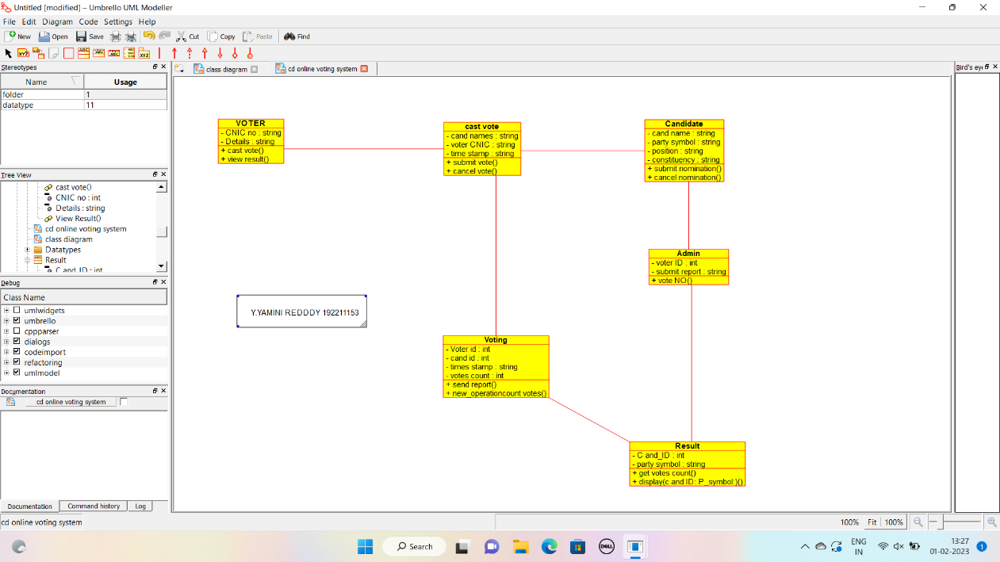 Untitled [modified] – Umbrello UML Modeller
File Edit Diagram Code Settings Help
New Open Save Cut Copy Paste Find
Stereotypes
Name Usage
folder 1
datatype 11
Tree View
cast vote()
CNIC no : int
Details : string
View Result()
cd online voting system
class diagram
Datatypes
Result
C and_ID : int
Debug
Class Name
umlwidgets
umbrello
cppparser
dialogs
codeimport
refactoring
umlmodel
Documentation
cd online voting system
Documentation Command history Log
cd online voting system
class diagram cd online voting system
VOTER
- CNIC no : string
- Details : string
+ cast vote()
+ view result()
cast vote
- cand names : string
- voter CNIC : string
- time stamp : string
+ submit vote()
+ cancel vote()
Candidate
- cand name : string
- party symbol : string
- position : string
- constituency : string
+ submit nomination()
+ cancel nomination()
Admin
- voter ID : int
- submit report : string
+ vote NO()
Y.YAMINI REDDDY 192211153
Voting
- Voter id : int
- cand id : int
- times stamp : string
- votes count : int
+ send report()
+ new_operationcount votes()
Result
- C and_ID : int
- party symbol : string
+ get votes count()
+ display(c and ID: P_symbol:)()
Bird's eye
100% Fit 100%
Search
DELL
ENG
IN
13:27
01-02-2023
1